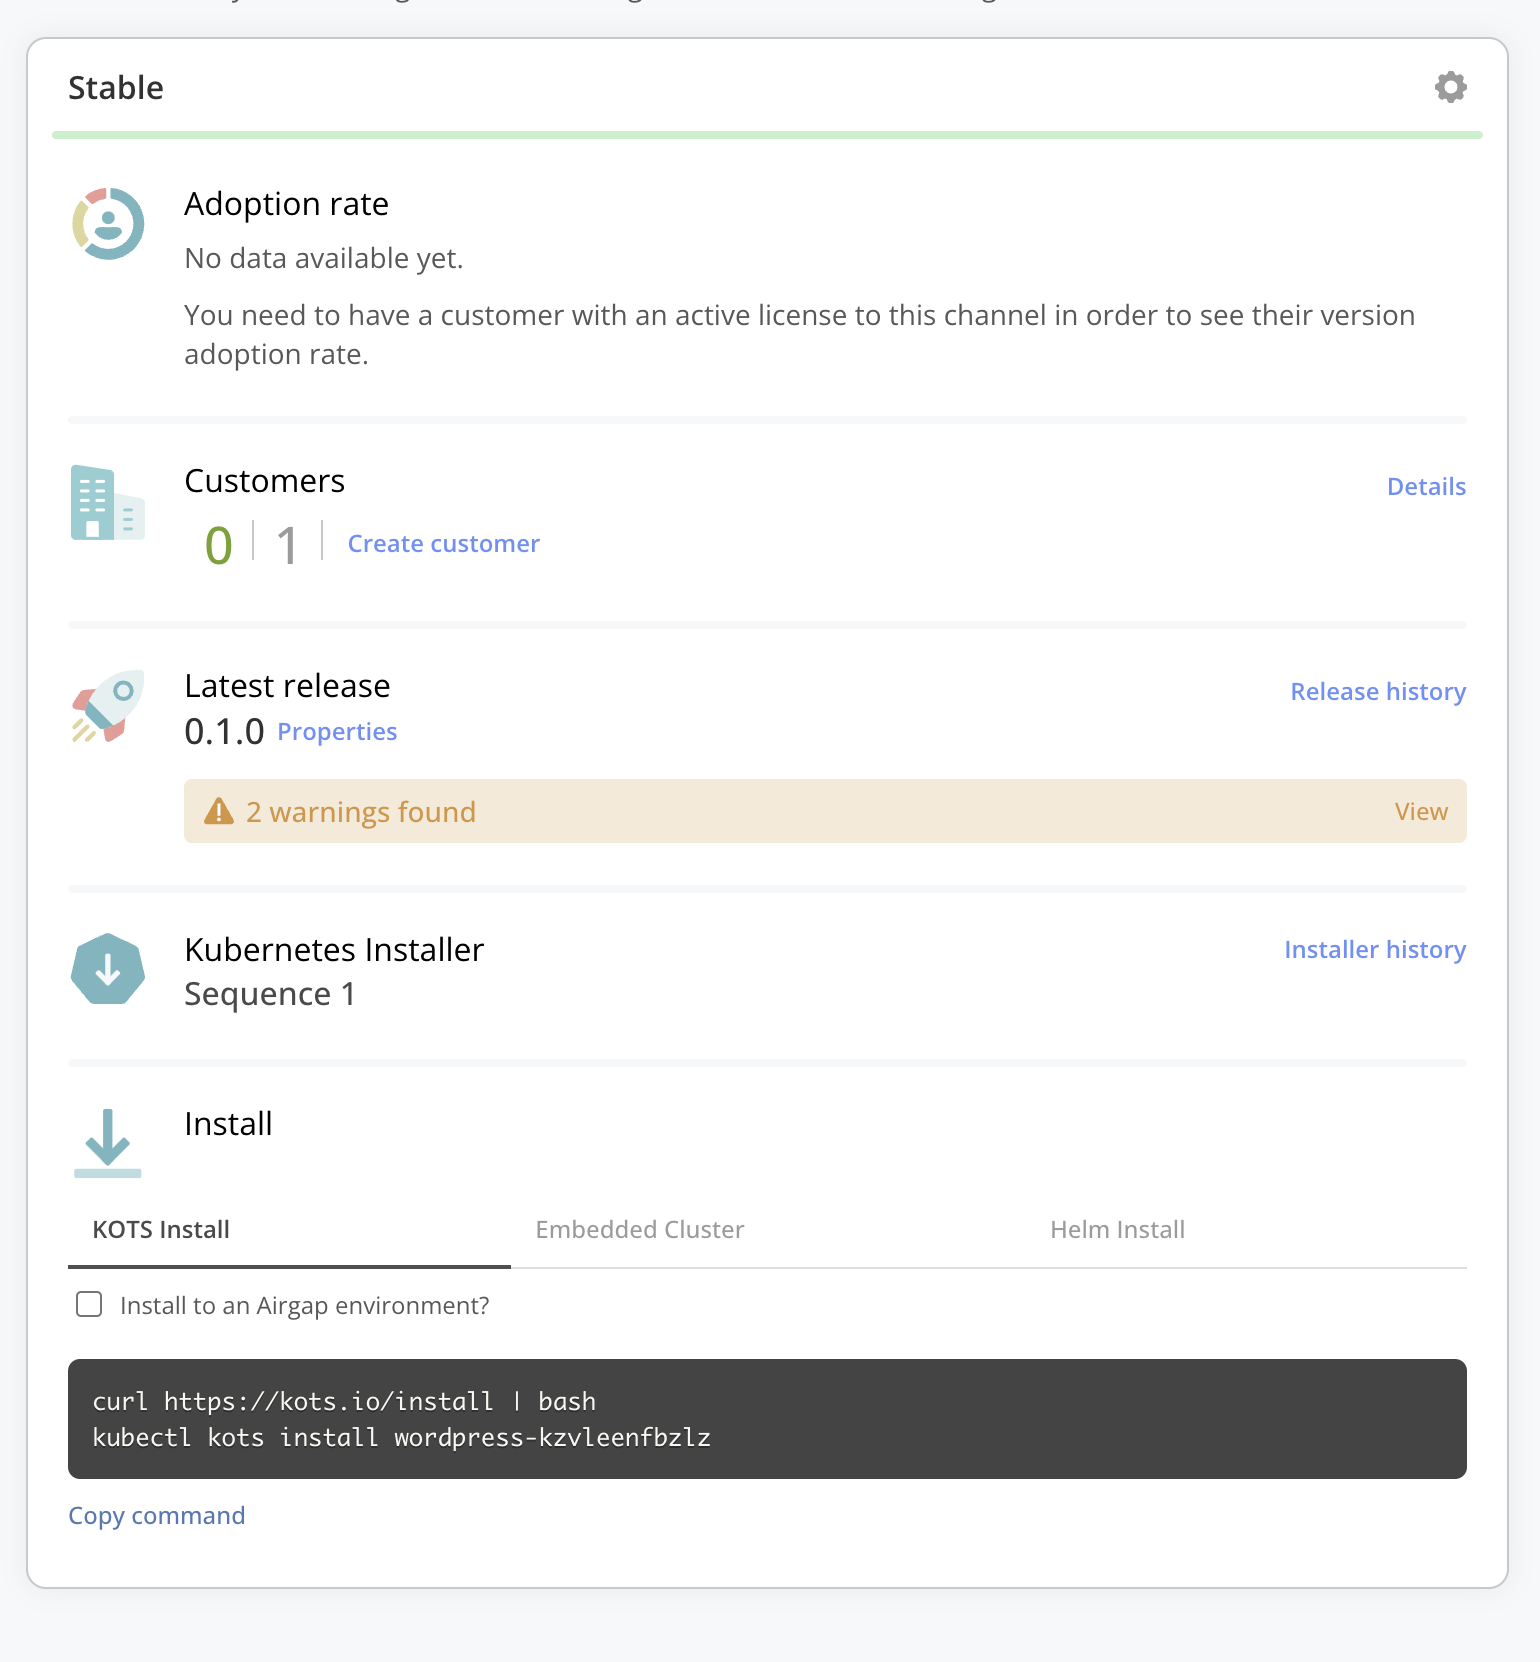 Stable
Adoption rate
No data available yet.
You need to have a customer with an active license to this channel in order to see their version
adoption rate.
Customers
Details
0 | 1 | Create customer
Latest release
Release history
0.1.0 Properties
2 warnings found
View
Kubernetes Installer
Installer history
Sequence 1
Install
KOTS Install
Embedded Cluster
Helm Install
Install to an Airgap environment?
curl https://kots.io/install | bash
kubectl kots install wordpress-kzvleenfbzlz
Copy command